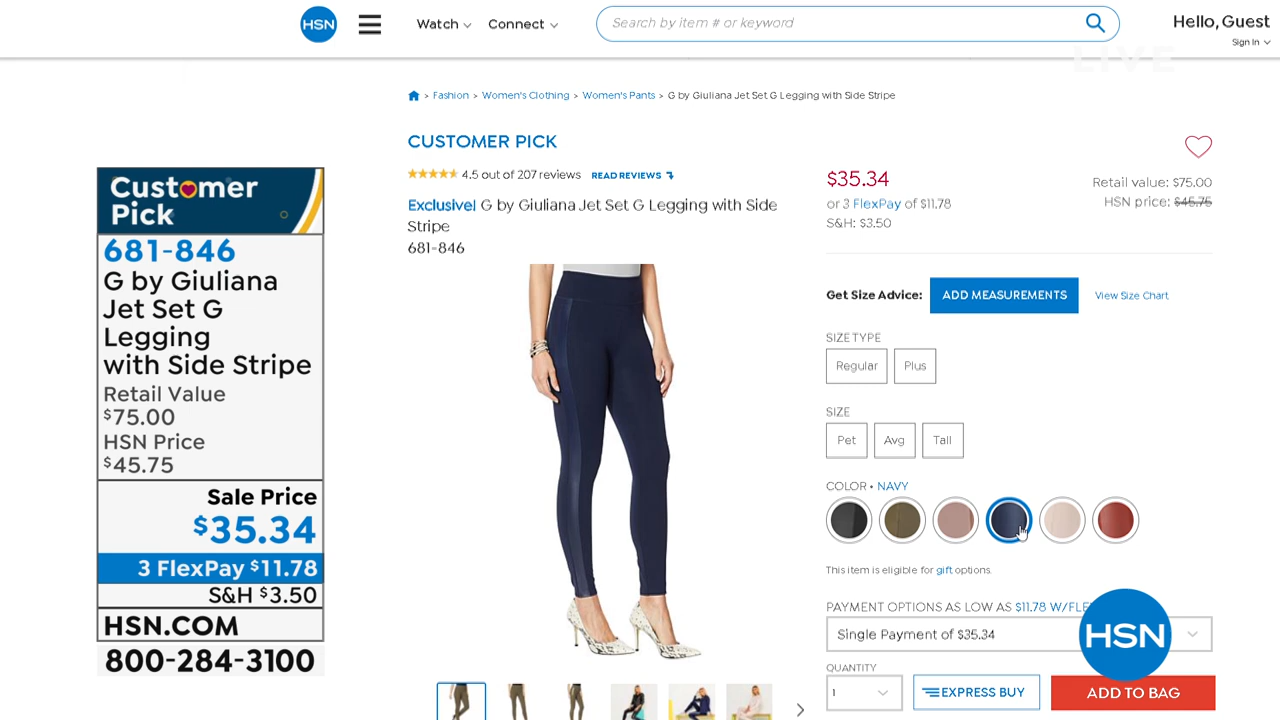 HSN
Watch
Connect
Search by item # or keyword
Hello, Guest
Sign In
LIVE
> Fashion > Women's Clothing > Women's Pants > G by Giuliana Jet Set G Legging with Side Stripe
Customer
Pick
681-846
G by Giuliana
Jet Set G
Legging
with Side Stripe
Retail Value
$75.00
HSN Price
$45.75
Sale Price
$35.34
3 FlexPay $11.78
S&H $3.50
HSN.COM
800-284-3100
CUSTOMER PICK
4.5 out of 207 reviews READ REVIEWS
Exclusive! G by Giuliana Jet Set G Legging with Side
Stripe
681-846
$35.34
or 3 FlexPay of $11.78
S&H: $3.50
Retail value: $75.00
HSN price: $45.75
Get Size Advice: ADD MEASUREMENTS View Size Chart
SIZE TYPE
Regular Plus
SIZE
Pet Avg Tall
COLOR • NAVY
This item is eligible for gift options.
PAYMENT OPTIONS AS LOW AS $11.78 W/FLE
Single Payment of $35.34
HSN
QUANTITY
1
EXPRESS BUY
ADD TO BAG